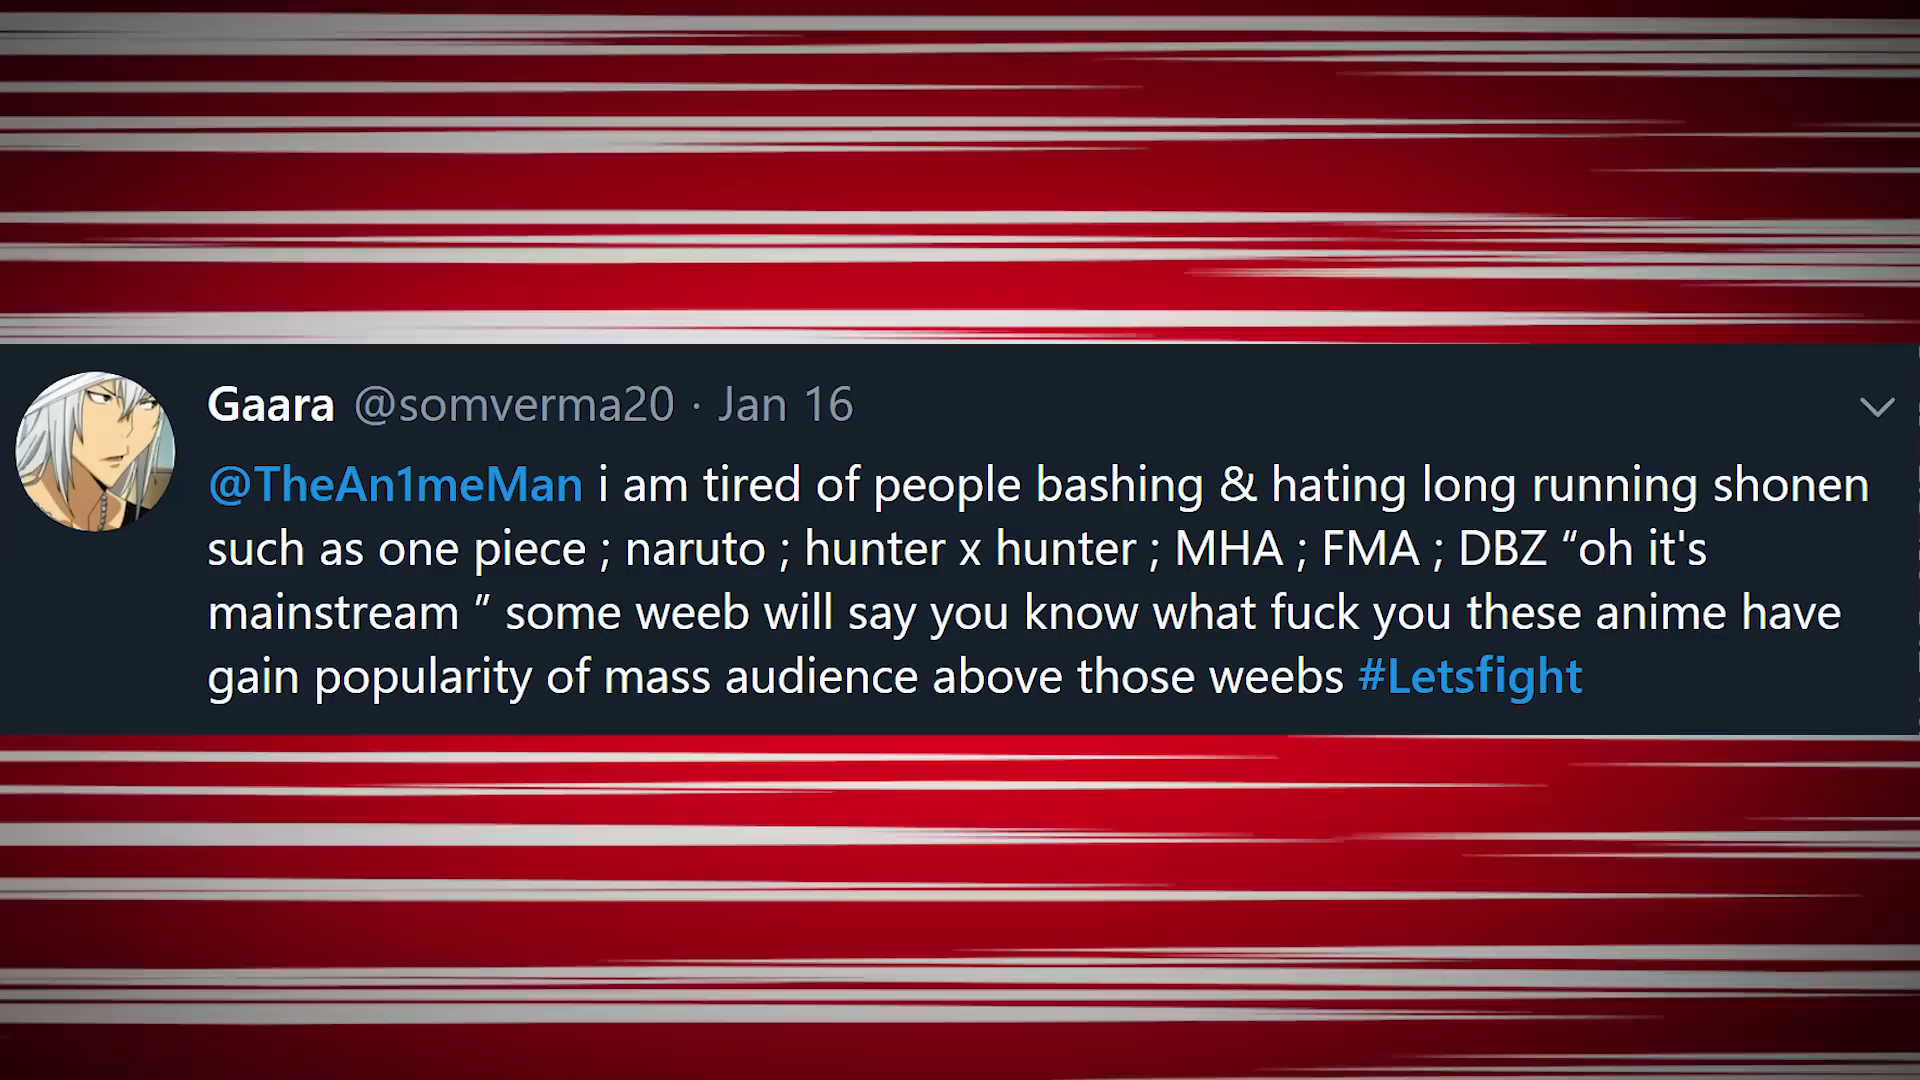 Gaara @somverma20 · Jan 16
@TheAn1meMan i am tired of people bashing & hating long running shonen
such as one piece ; naruto ; hunter x hunter ; MHA ; FMA ; DBZ “oh it's
mainstream ” some weeb will say you know what fuck you these anime have
gain popularity of mass audience above those weebs #Letsfight